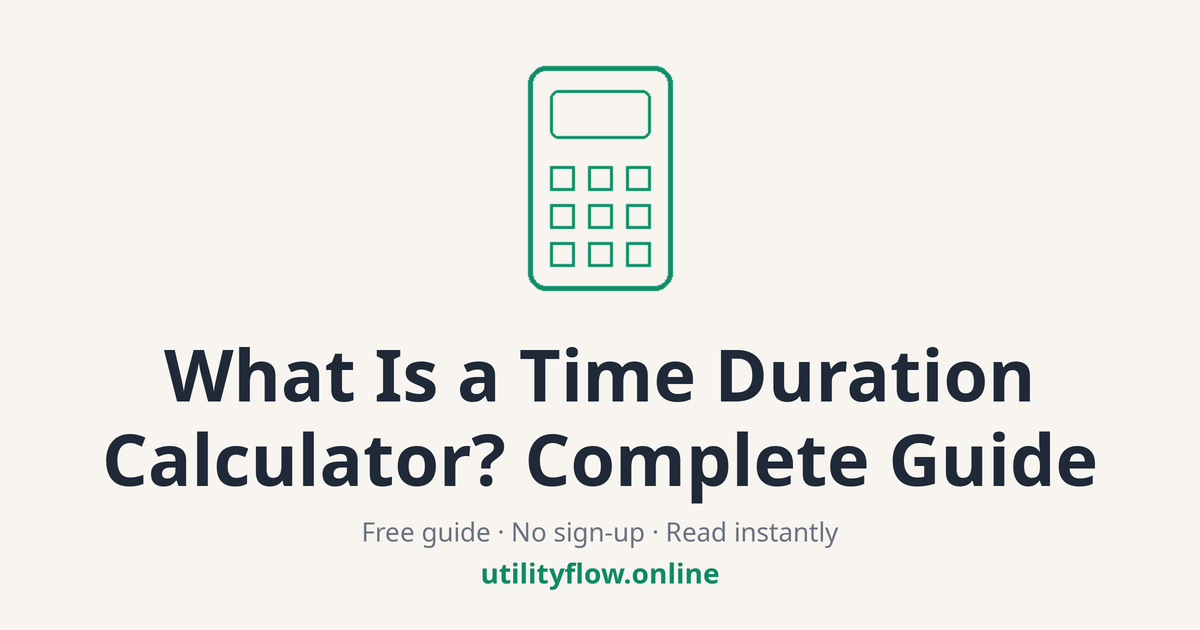 What Is a Time Duration
Calculator? Complete Guide
Free guide · No sign-up · Read instantly
utilityflow.online